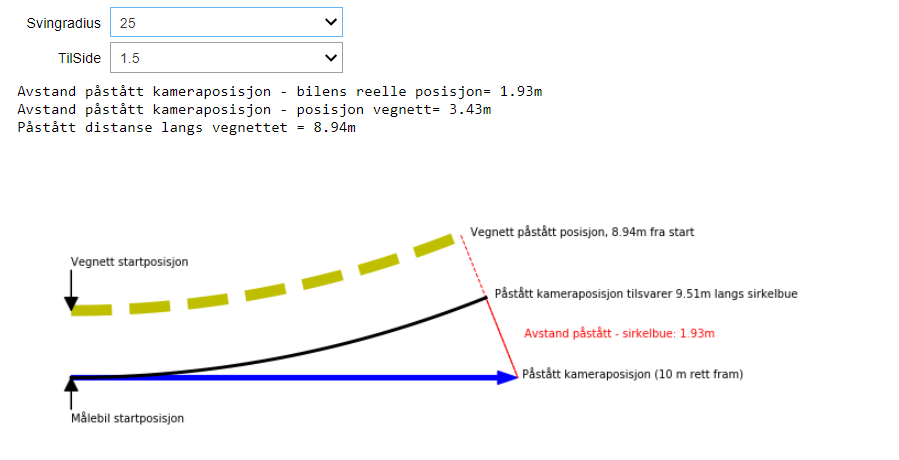 Svingradius 25
TilSide 1.5
Avstand påstått kameraposisjon - bilens reelle posisjon= 1.93m
Avstand påstått kameraposisjon - posisjon vegnett= 3.43m
Påstått distanse langs vegnettet = 8.94m
Vegnett påstått posisjon, 8.94m fra start
Vegnett startposisjon
Påstått kameraposisjon tilsvarer 9.51m langs sirkelbue
Avstand påstått - sirkelbue: 1.93m
Påstått kameraposisjon (10 m rett fram)
Målebil startposisjon